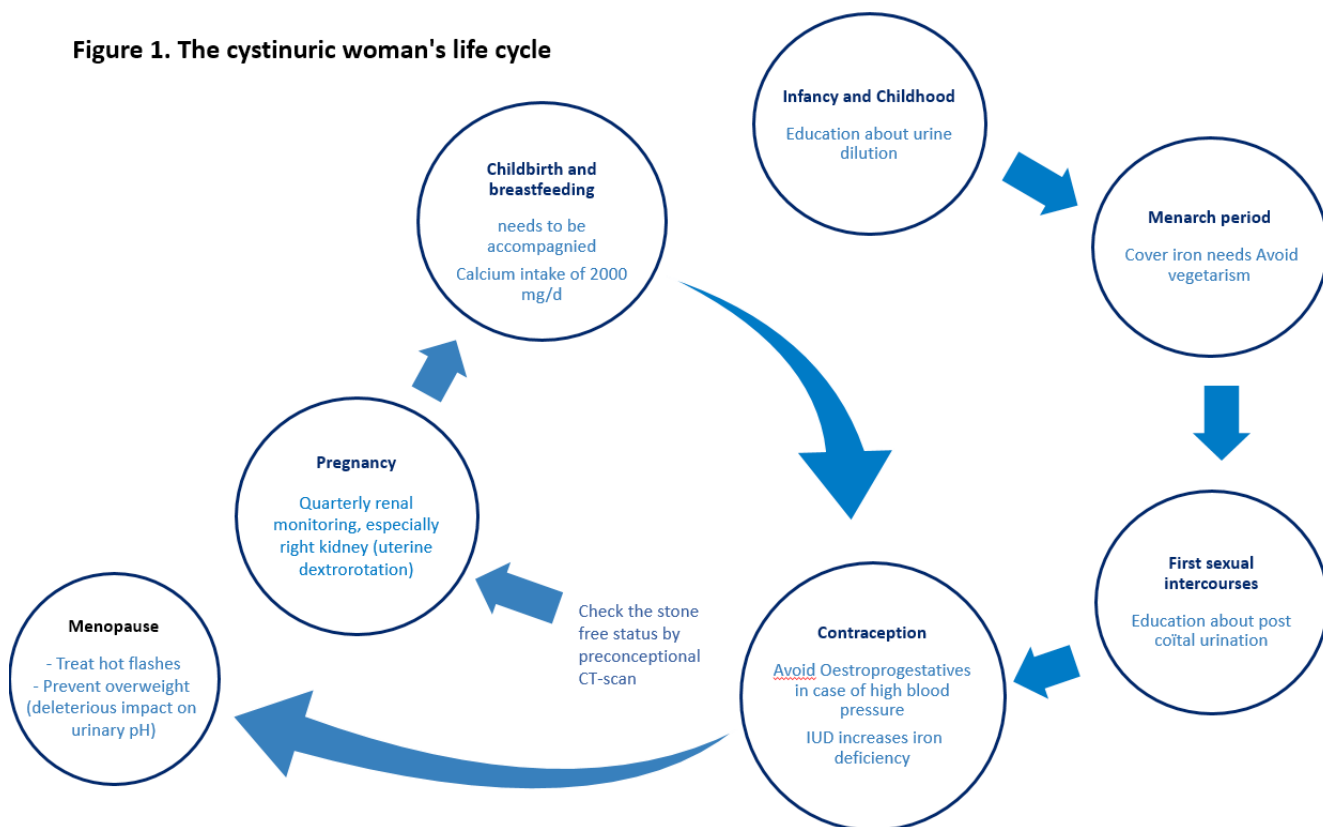 Figure 1. The cystinuric woman's life cycle
Infancy and Childhood
Education about urine
dilution
Menarch period
Cover iron needs Avoid
vegetarism
First sexual
intercourses
Education about post
coïtal urination
Contraception
Avoid Oestroprogestatives
in case of high blood
pressure
IUD increases iron
deficiency
Check the stone
free status by
preconceptional
CT-scan
Pregnancy
Quarterly renal
monitoring, especially
right kidney (uterine
dextrorotation)
Childbirth and
breastfeeding
needs to be
accompagnied
Calcium intake of 2000
mg/d
Menopause
- Treat hot flashes
- Prevent overweight
(deleterious impact on
urinary pH)